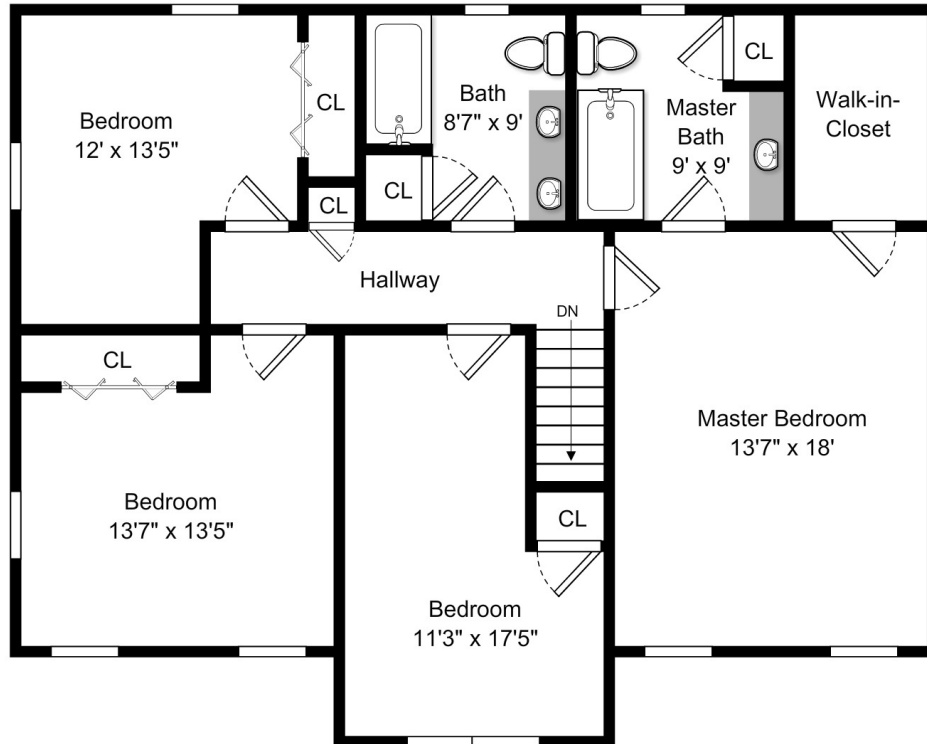 Bedroom
12' x 13'5"
CL
CL
Bath
8'7" x 9'
CL
Master
Bath
9' x 9'
CL
Walk-in-
Closet
Hallway
DN
CL
Bedroom
13'7" x 13'5"
Bedroom
11'3" x 17'5"
CL
Master Bedroom
13'7" x 18'